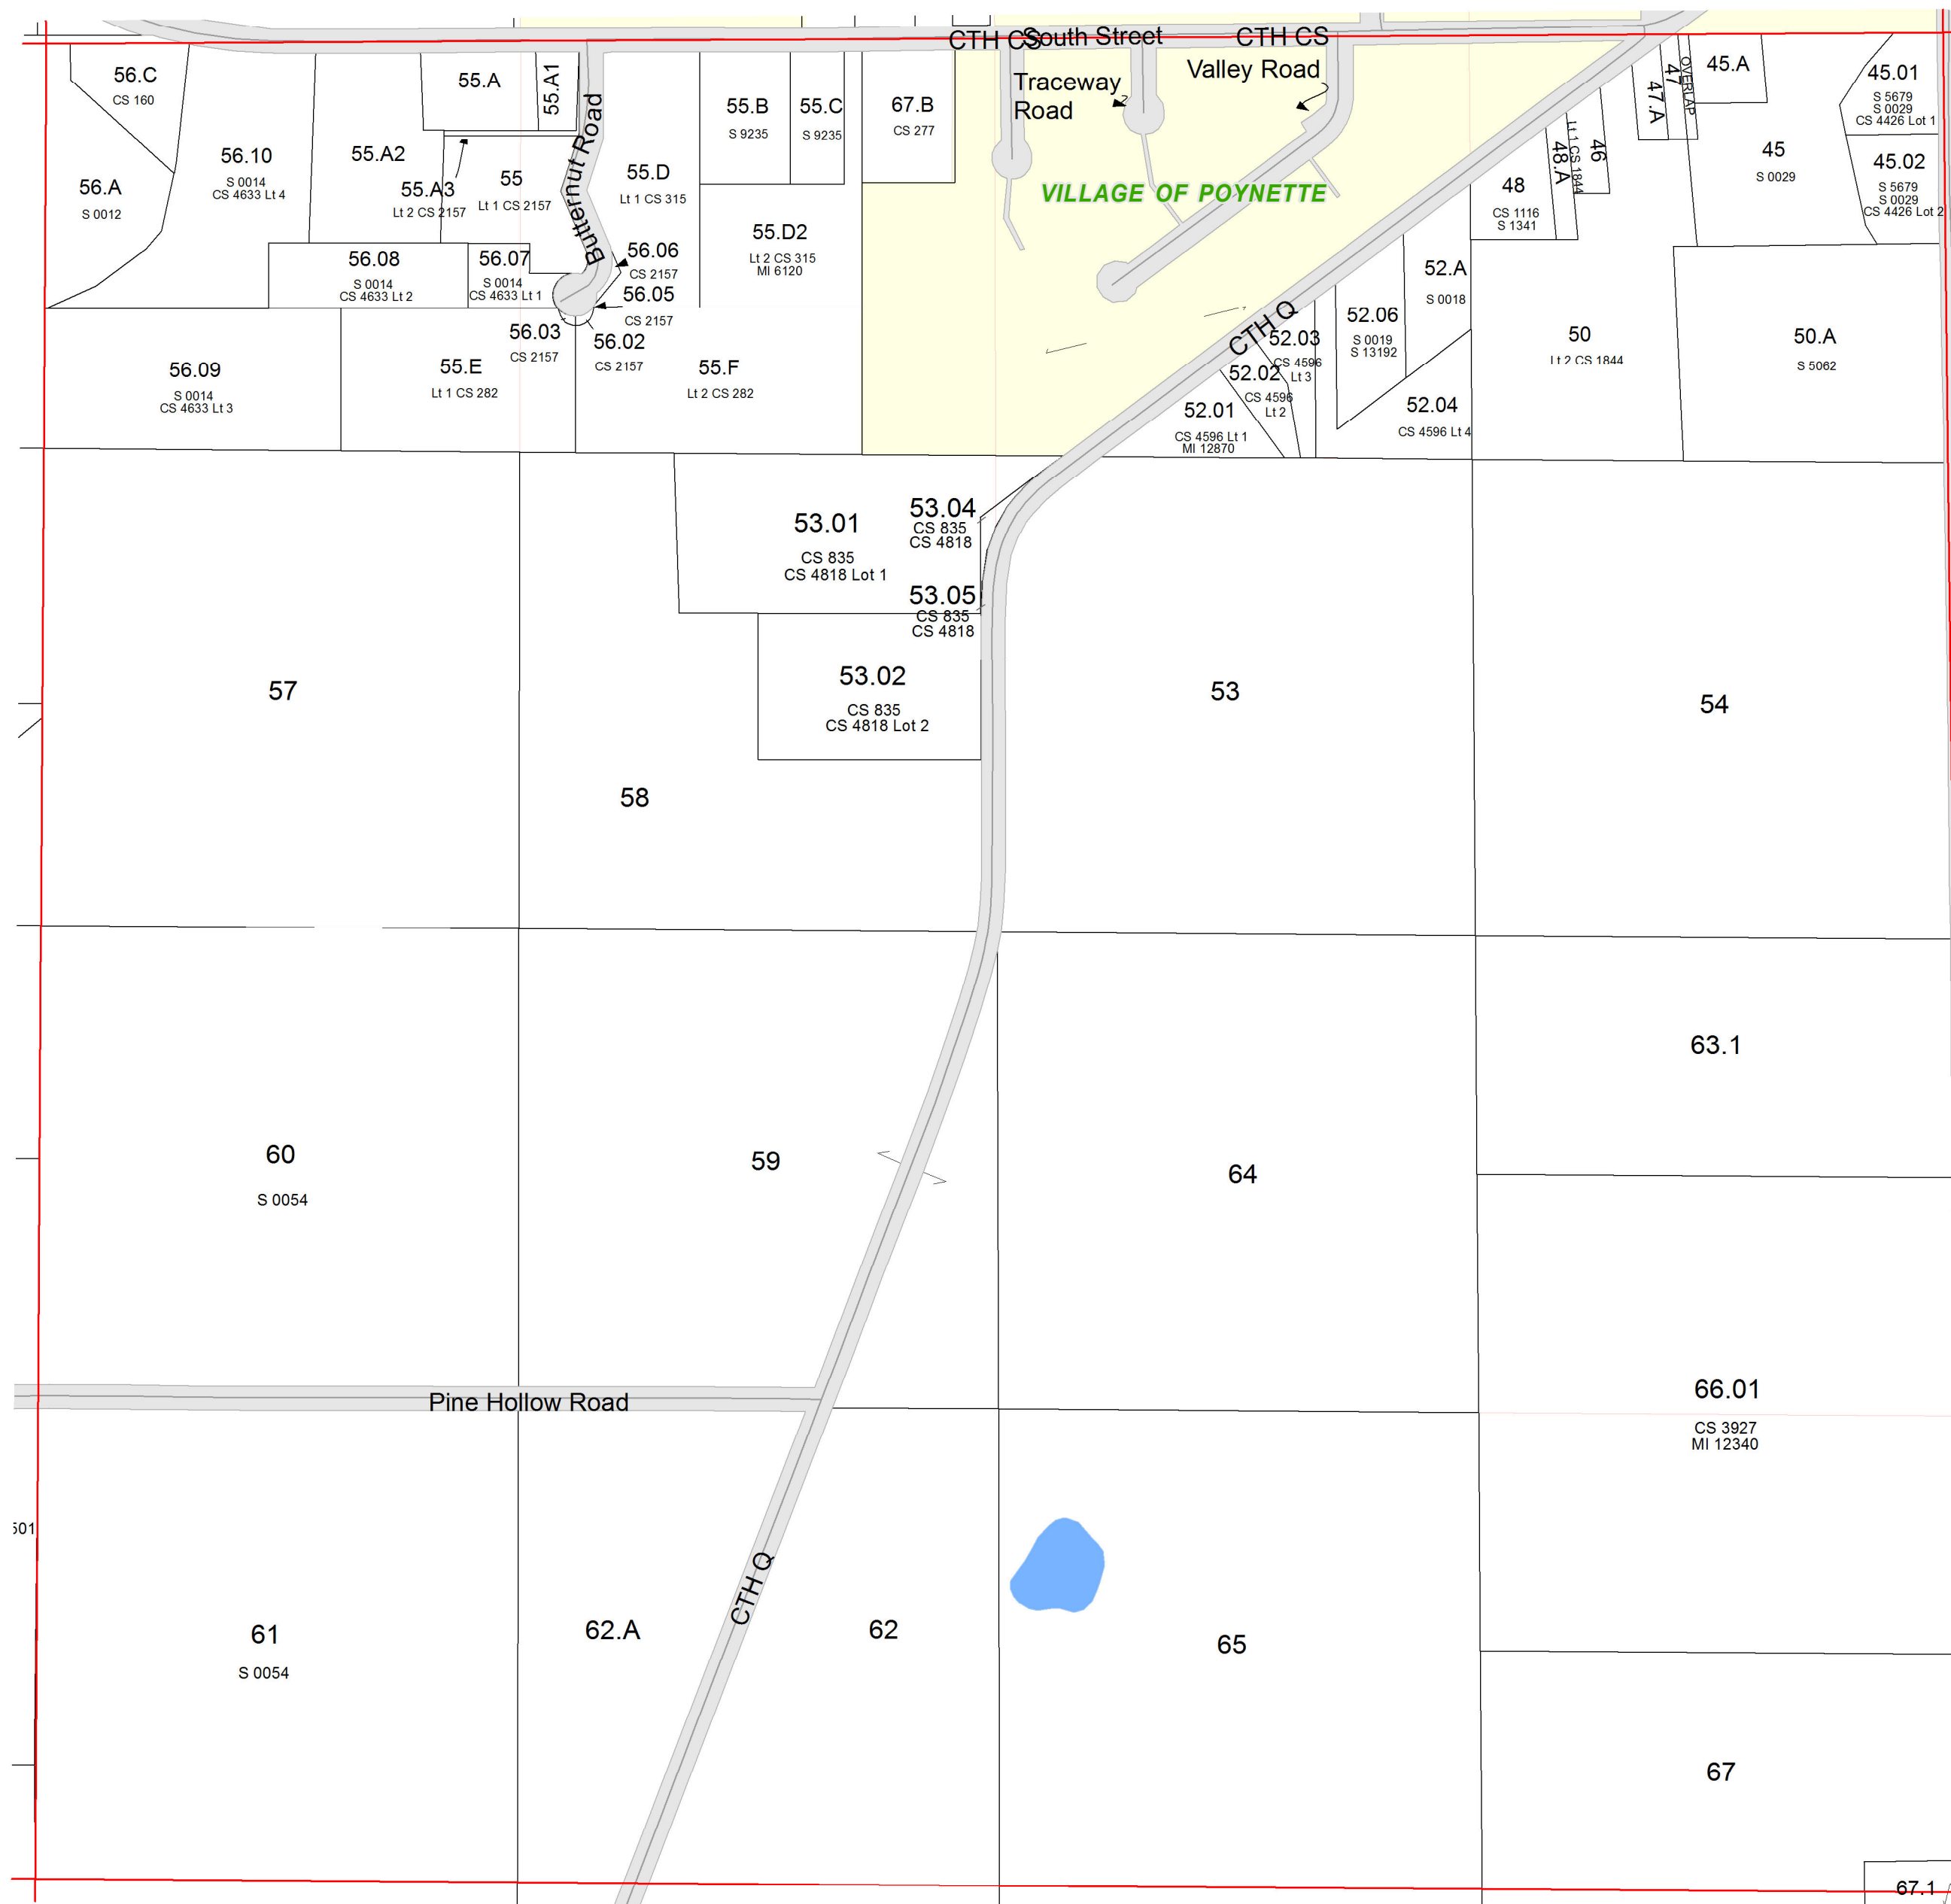 CTH CS
South Street
CTH CS
56.C
CS 160
55.A
55.A1
Butternut Road
55.B
S 9235
55.C
S 9235
67.B
CS 277
Traceway
Road
Valley Road
47.A
47
OVERLAP
45.A
45.01
S 5679
S 0029
CS 4426 Lot 1
56.A
S 0012
56.10
S 0014
CS 4633 Lt 4
55.A2
55.A3
Lt 2 CS 2157
55
Lt 1 CS 2157
55.D
Lt 1 CS 315
VILLAGE OF POYNETTE
48
CS 1116
S 1341
48.A
Lt 1 CS 1844
46
45
S 0029
45.02
S 5679
S 0029
CS 4426 Lot 2
56.08
S 0014
CS 4633 Lt 2
56.07
S 0014
CS 4633 Lt 1
56.06
CS 2157
56.05
CS 2157
55.D2
Lt 2 CS 315
MI 6120
52.A
S 0018
56.09
S 0014
CS 4633 Lt 3
55.E
Lt 1 CS 282
56.03
CS 2157
56.02
CS 2157
55.F
Lt 2 CS 282
CTH Q
52.03
CS 4596
Lt 3
52.02
CS 4596
Lt 2
52.01
CS 4596 Lt 1
MI 12870
52.06
S 0019
S 13192
52.04
CS 4596 Lt 4
50
Lt 2 CS 1844
50.A
S 5062
53.01
CS 835
CS 4818 Lot 1
53.04
CS 835
CS 4818
53.05
CS 835
CS 4818
53.02
CS 835
CS 4818 Lot 2
57
58
53
54
60
S 0054
59
64
63.1
Pine Hollow Road
66.01
CS 3927
MI 12340
501
61
S 0054
62.A
CTH Q
62
65
67
67.1